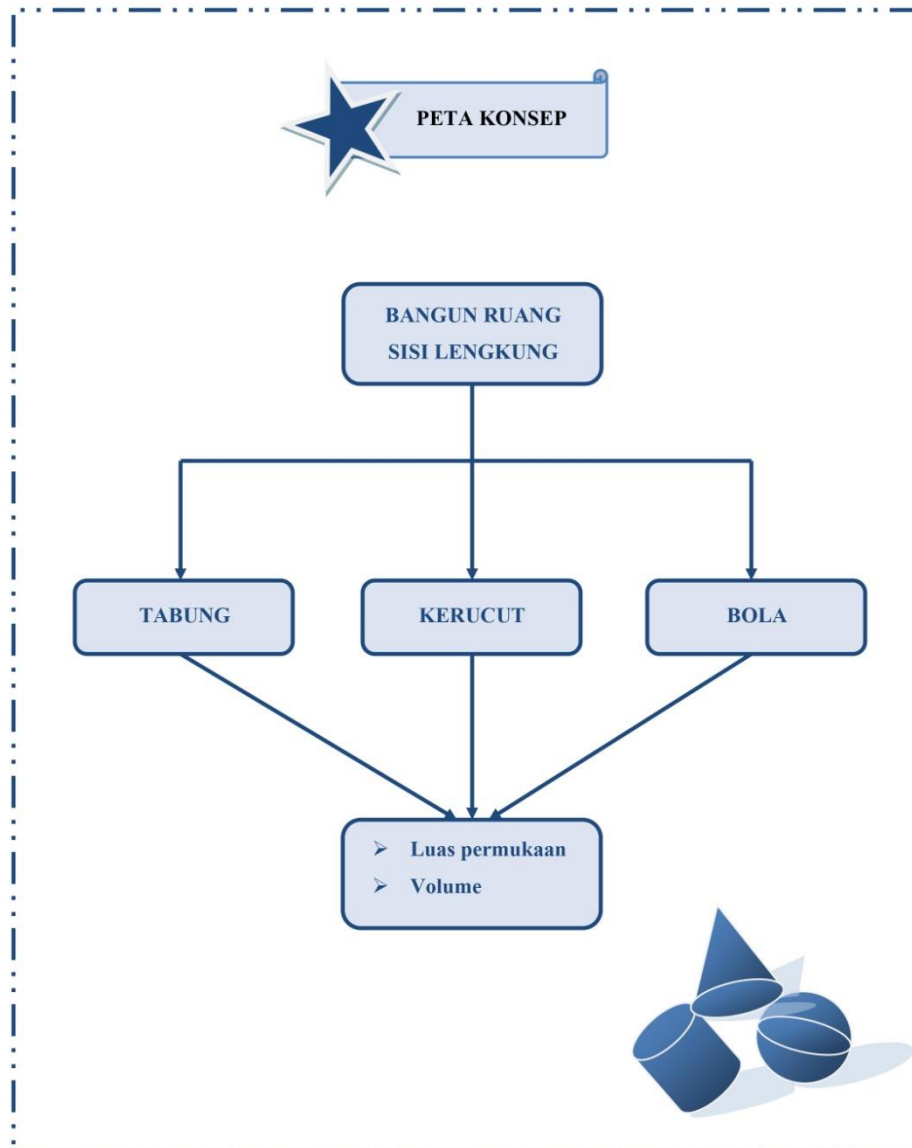 PETA KONSEP
BANGUN RUANG
SISI LENGKUNG
TABUNG
KERUCUT
BOLA
Luas permukaan
Volume